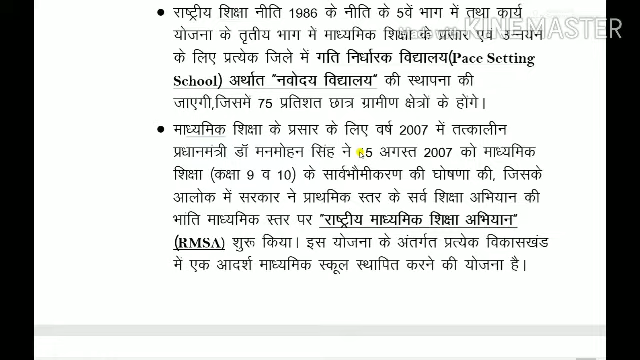 राष्ट्रीय शिक्षा नीति 1986 के नीति के 5वें भाग में तथा कार्य
योजना के तृतीय भाग में माध्यमिक शिक्षा के प्रसार एवं उन्नयन
के लिए प्रत्येक जिले में गति निर्धारक विद्यालय(Pace Setting
School) अर्थात "नवोदय विद्यालय" की स्थापना की
जाएगी,जिसमें 75 प्रतिशत छात्र ग्रामीण क्षेत्रों के होंगे।
माध्यमिक शिक्षा के प्रसार के लिए वर्ष 2007 में तत्कालीन
प्रधानमंत्री डॉ मनमोहन सिंह ने 15 अगस्त 2007 को माध्यमिक
शिक्षा (कक्षा 9 व 10) के सार्वभौमीकरण की घोषणा की, जिसके
आलोक में सरकार ने प्राथमिक स्तर के सर्व शिक्षा अभियान की
भांति माध्यमिक स्तर पर "राष्ट्रीय माध्यमिक शिक्षा अभियान"
(RMSA) शुरू किया। इस योजना के अंतर्गत प्रत्येक विकासखंड
में एक आदर्श माध्यमिक स्कूल स्थापित करने की योजना है।
KINEMASTER